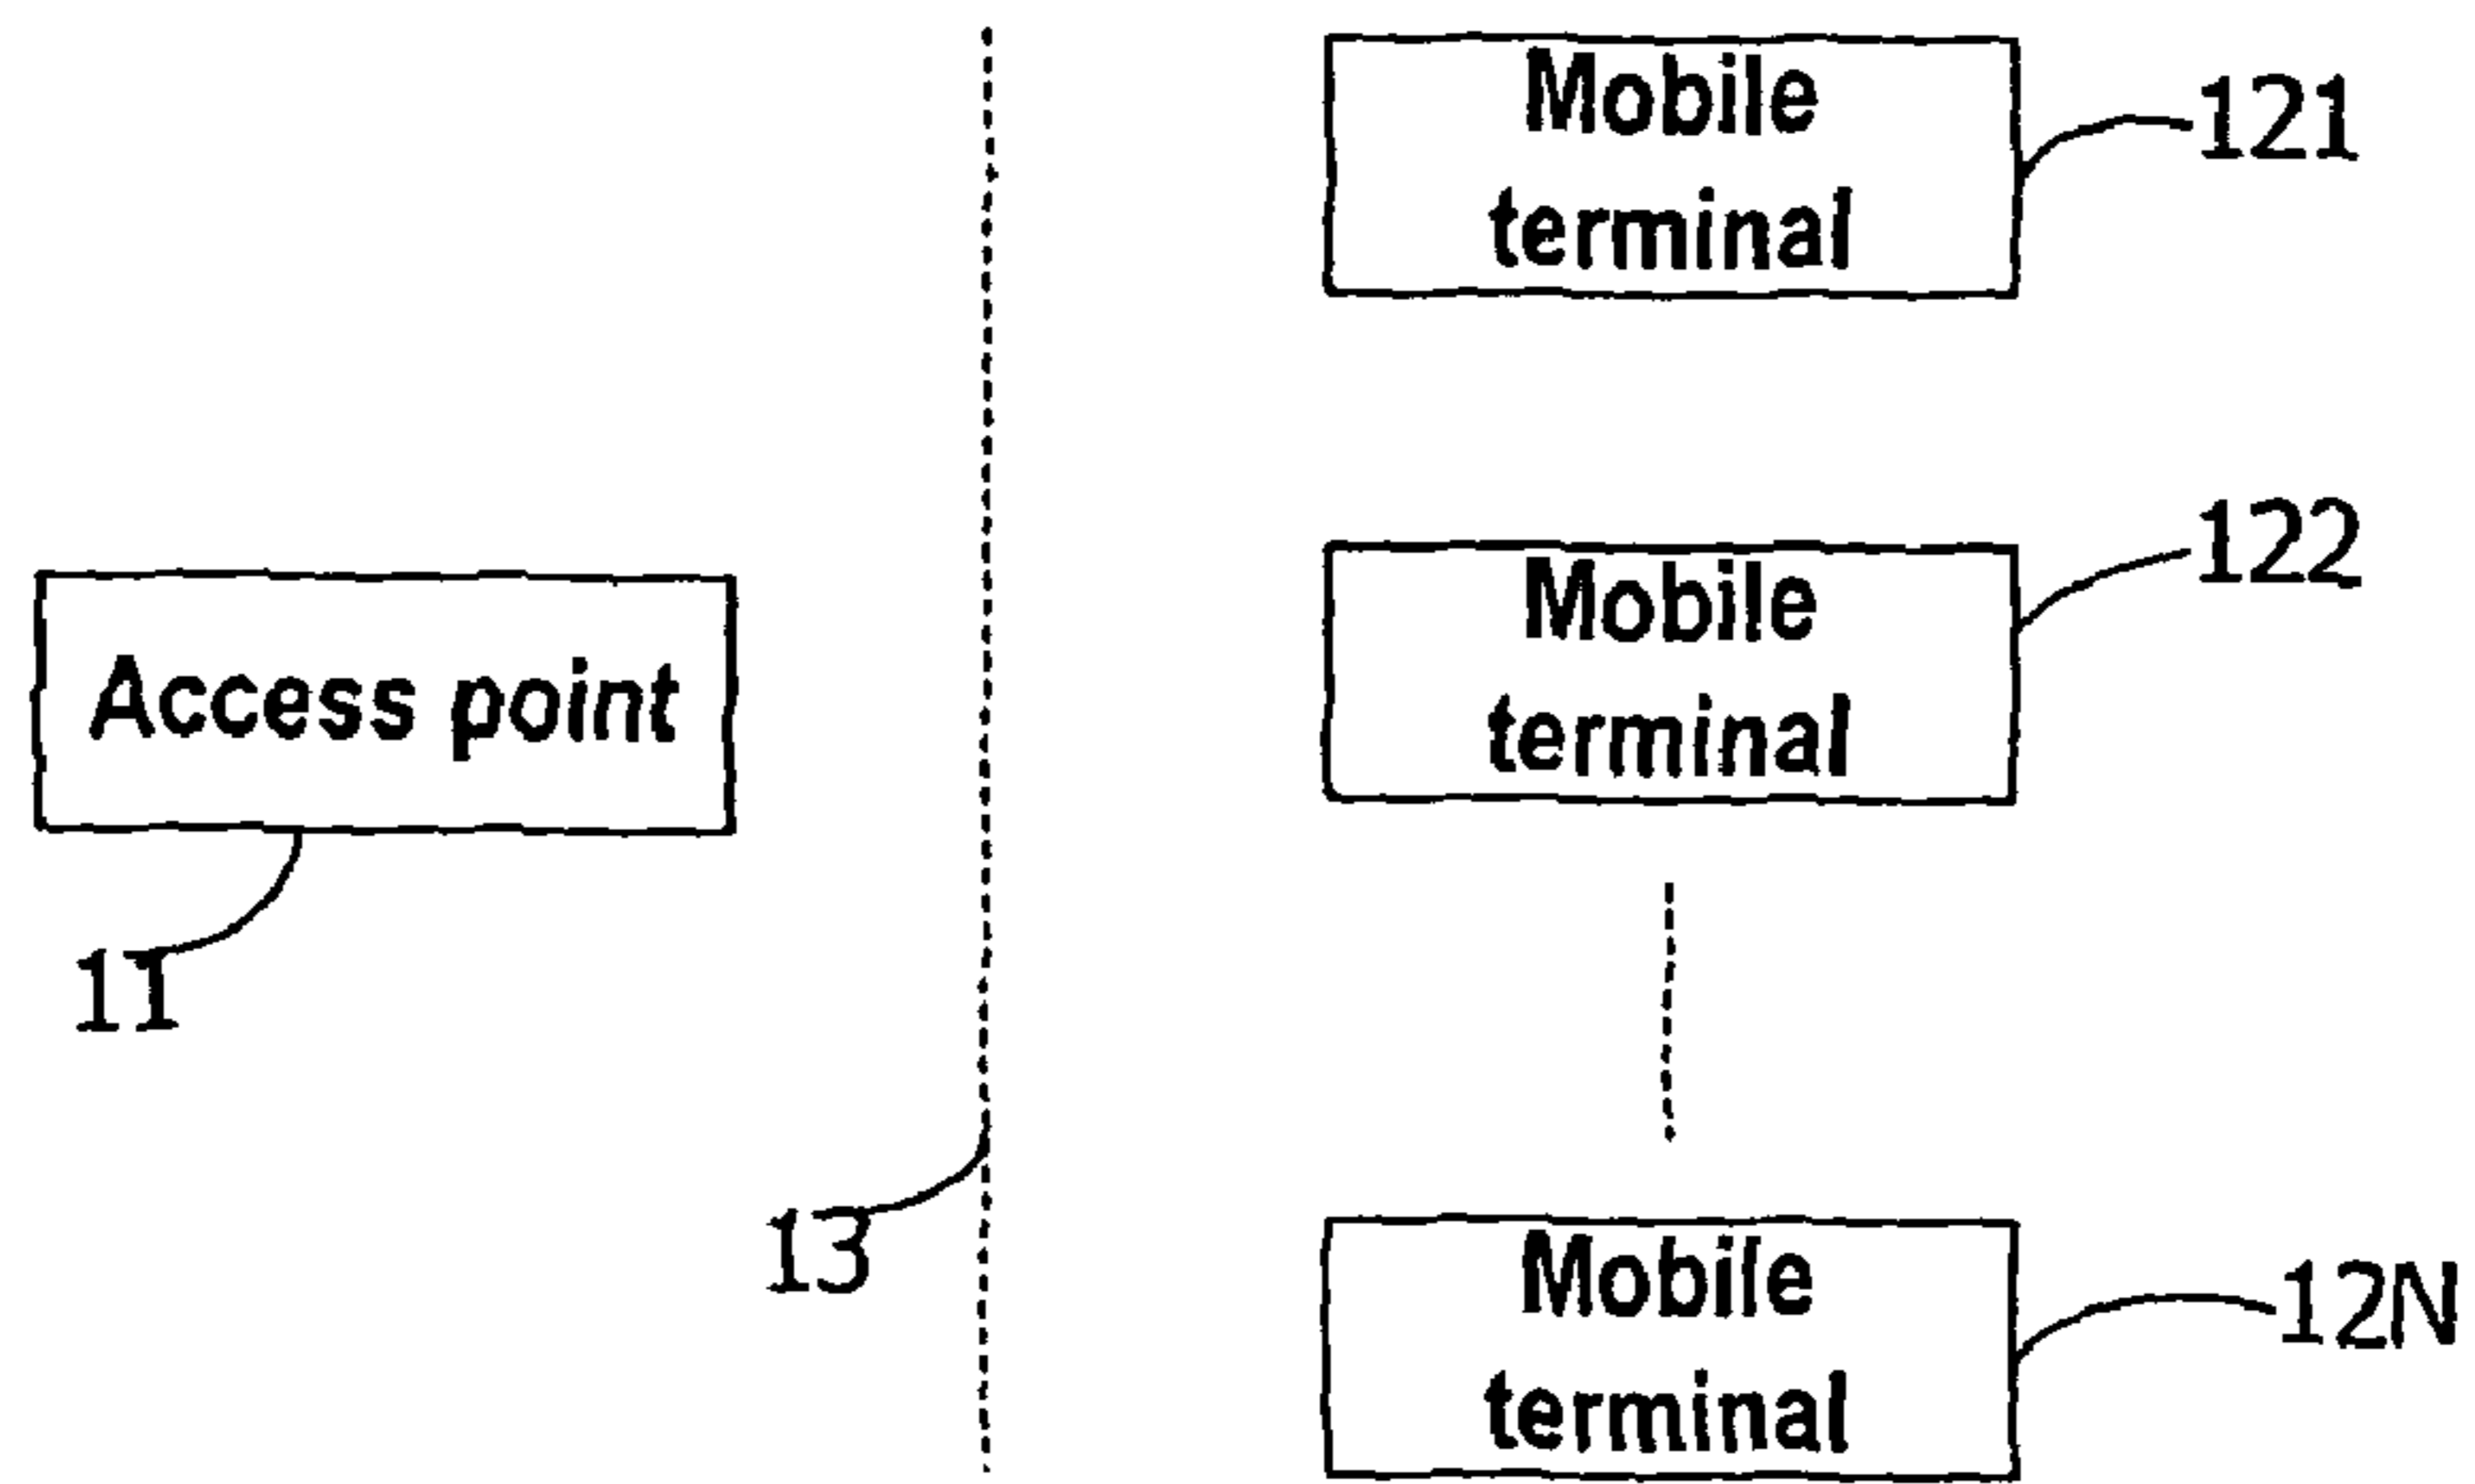 Mobile
terminal
121
Mobile
terminal
122
Access point
11
13
Mobile
terminal
12N